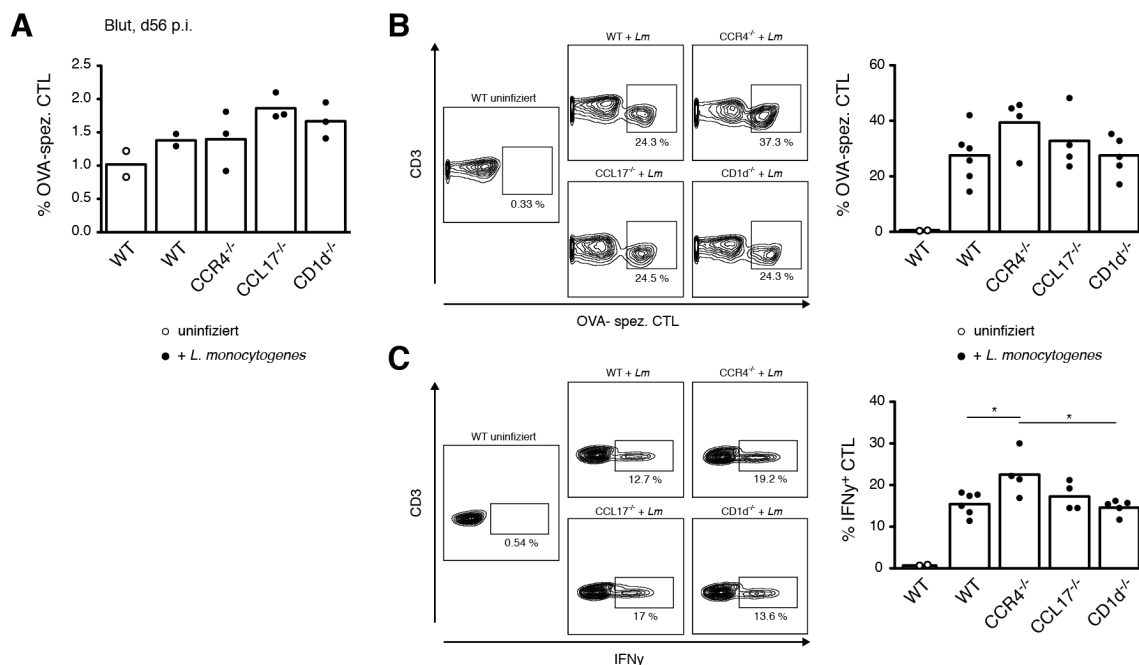 A
Blut, d56 p.i.
% OVA-spez. CTL
2.5
2.0
1.5
1.0
0.5
0.0
WT
WT
CCR4-/-
CCL17-/-
CD1d-/-
uninfiziert
+ L. monocytogenes
B
CD3
WT uninfiziert
0.33 %
WT + Lm
24.3 %
CCR4-/- + Lm
37.3 %
CCL17-/- + Lm
24.5 %
CD1d-/- + Lm
24.3 %
OVA- spez. CTL
% OVA-spez. CTL
60
40
20
0
WT
WT
CCR4-/-
CCL17-/-
CD1d-/-
uninfiziert
+ L. monocytogenes
C
CD3
WT uninfiziert
0.54 %
WT + Lm
12.7 %
CCR4-/- + Lm
19.2 %
CCL17-/- + Lm
17 %
CD1d-/- + Lm
13.6 %
IFNγ
% IFNγ+ CTL
40
30
20
10
0
*
*
WT
WT
CCR4-/-
CCL17-/-
CD1d-/-